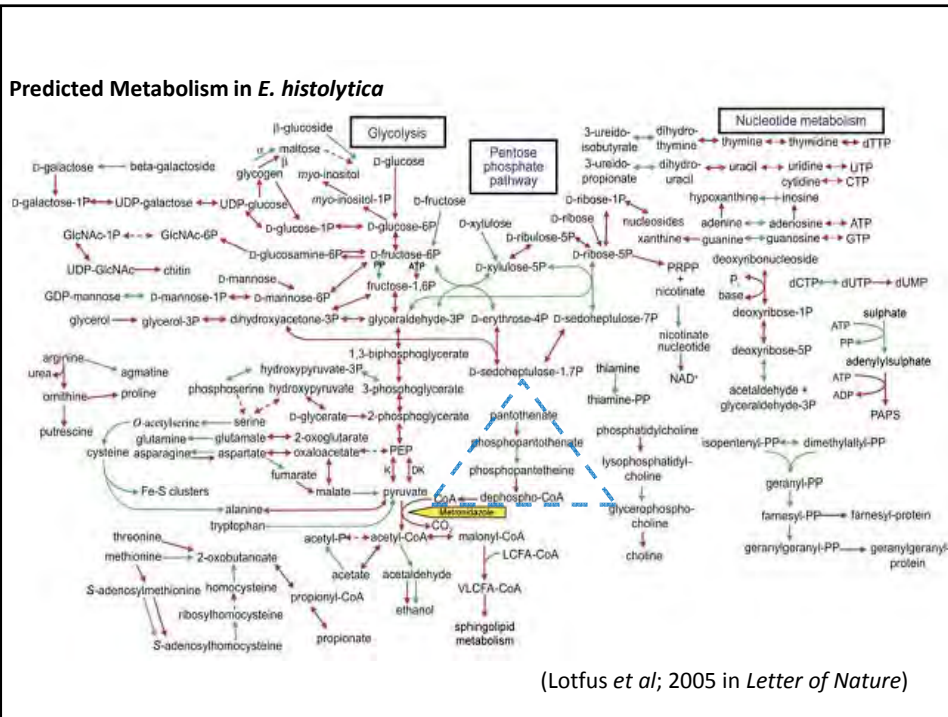 Predicted Metabolism in E. histolytica
Glycolysis
Pentose
phosphate
pathway
Nucleotide metabolism
β-glucoside
α
maltose
β
glycogen
myo-inositol
D-glucose
D-galactose
beta-galactoside
myo-inositol-1P
D-fructose
D-galactose-1P
UDP-galactose
UDP-glucose
D-glucose-1P
D-glucose-6P
GlcNAc-1P
GlcNAc-6P
D-glucosamine-6P
D-fructose-6P
PP
ATP
UDP-GlcNAc
chitin
D-mannose
fructose-1,6P
GDP-mannose
D-mannose-1P
D-mannose-6P
glycerol
glycerol-3P
dihydroxyacetone-3P
glyceraldehyde-3P
D-erythrose-4P
D-sedoheptulose-7P
D-xylulose
D-ribulose-5P
D-xylulose-5P
D-ribose-1P
D-ribose
nucleosides
D-ribose-5P
PRPP
+
nicotinate
nicotinate
nucleotide
NAD+
3-ureido-
isobutyrate
dihydro-
thymine
thymine
thymidine
dTTP
3-ureido-
propionate
dihydro-
uracil
uracil
uridine
UTP
cytidine
CTP
hypoxanthine
inosine
adenine
adenosine
ATP
xanthine
guanine
guanosine
GTP
deoxyribonucleoside
Pi
base
dCTP
dUTP
dUMP
deoxyribose-1P
deoxyribose-5P
acetaldehyde +
glyceraldehyde-3P
sulphate
ATP
PP
adenylylsulphate
ATP
ADP
PAPS
1,3-biphosphoglycerate
hydroxypyruvate-3P
3-phosphoglycerate
phosphoserine
hydroxypyruvate
D-glycerate
2-phosphoglycerate
D-sedoheptulose-1,7P
arginine
urea
agmatine
ornithine
proline
putrescine
O-acetylserine
serine
cysteine
glutamine
glutamate
2-oxoglutarate
asparagine
aspartate
oxaloacetate
PEP
fumarate
K
DK
malate
pyruvate
Fe-S clusters
alanine
tryptophan
pantothenate
phosphopantothenate
phosphopantetheine
dephospho-CoA
CoA
Metronidazole
CO2
thiamine
thiamine-PP
phosphatidylcholine
lysophosphatidyl-
choline
glycerophospho-
choline
choline
isopentenyl-PP
dimethylallyl-PP
geranyl-PP
farnesyl-PP
farnesyl-protein
geranylgeranyl-PP
geranylgeranyl-
protein
threonine
methionine
2-oxobutanoate
S-adenosylmethionine
homocysteine
ribosylhomocysteine
S-adenosylhomocysteine
propionyl-CoA
propionate
acetyl-P
acetyl-CoA
malonyl-CoA
acetate
acetaldehyde
ethanol
LCFA-CoA
VLCFA-CoA
sphingolipid
metabolism
(Lotfus et al; 2005 in Letter of Nature)